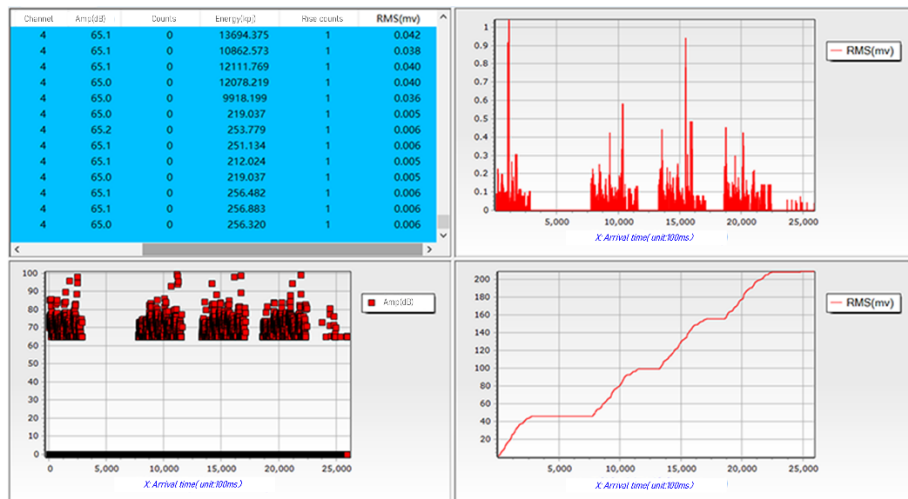 Channel Amp(dB) Counts Energy(kpj) Rise counts RMS(mv)
4 65.1 0 13694.375 1 0.042
4 65.1 0 10862.573 1 0.038
4 65.1 0 12111.769 1 0.040
4 65.0 0 12078.219 1 0.040
4 65.0 0 9918.199 1 0.036
4 65.0 0 219.037 1 0.005
4 65.2 0 253.779 1 0.006
4 65.1 0 251.134 1 0.006
4 65.1 0 212.024 1 0.005
4 65.0 0 219.037 1 0.005
4 65.1 0 256.482 1 0.006
4 65.1 0 256.883 1 0.006
4 65.0 0 256.320 1 0.006
1
0.9
0.8
0.7
0.6
0.5
0.4
0.3
0.2
0.1
0
5,000 10,000 15,000 20,000 25,000
X: Arrival time( unit:100ms)
RMS(mv)
100
90
80
70
60
50
40
30
20
10
0
0 5,000 10,000 15,000 20,000 25,000
X: Arrival time( unit:100ms)
Amp(dB)
200
180
160
140
120
100
80
60
40
20
5,000 10,000 15,000 20,000 25,000
X: Arrival time( unit:100ms)
RMS(mv)